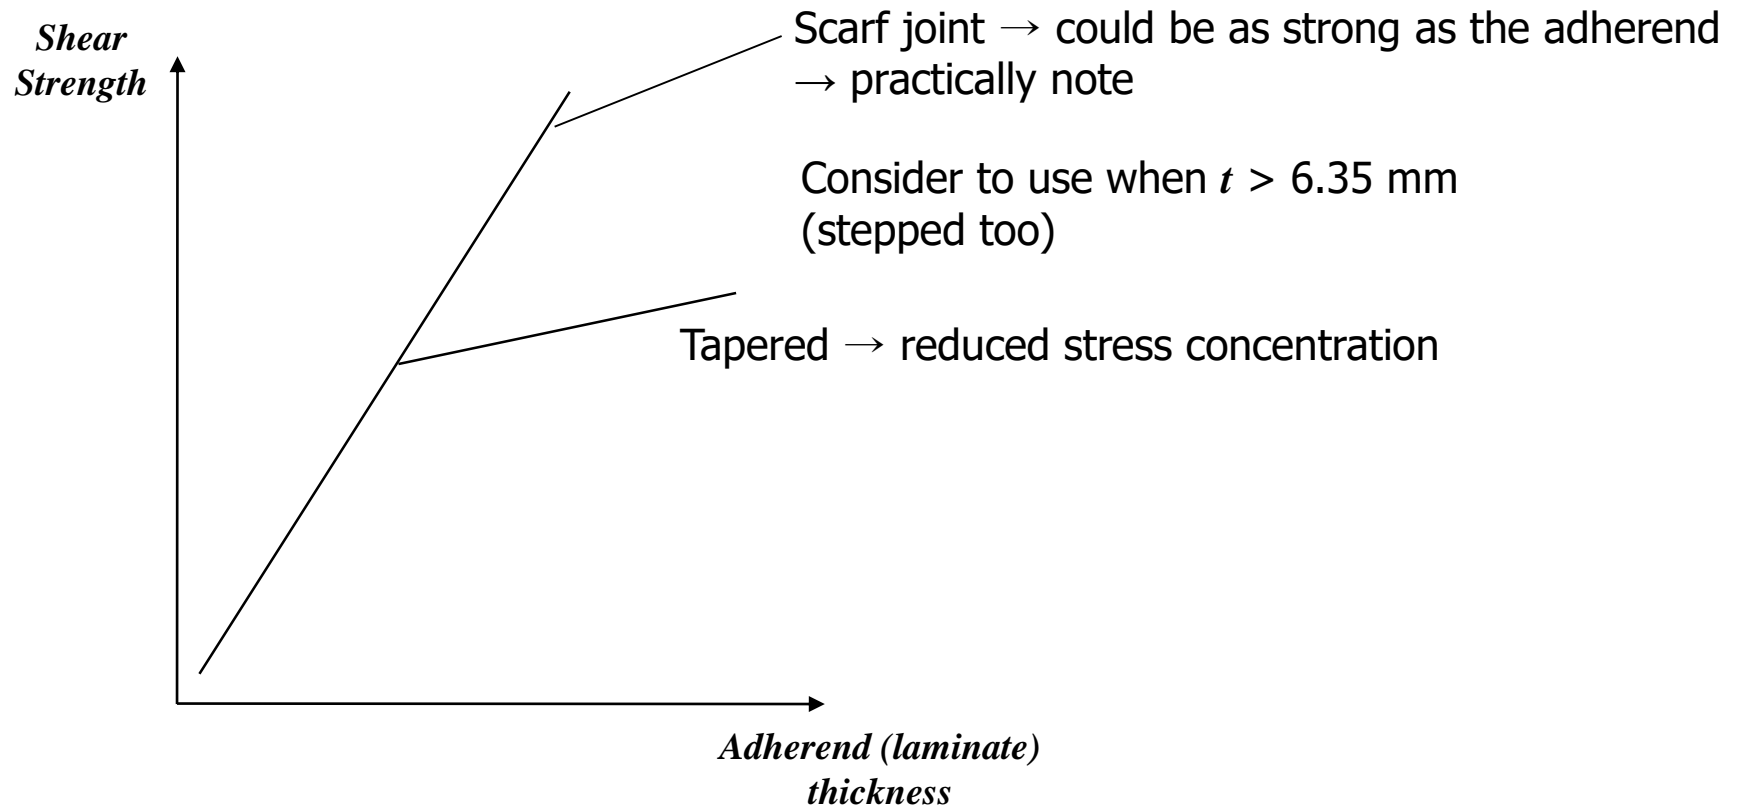 Shear
Strength
Scarf joint → could be as strong as the adherend
→ practically note
Consider to use when t > 6.35 mm
(stepped too)
Tapered → reduced stress concentration
Adherend (laminate)
thickness